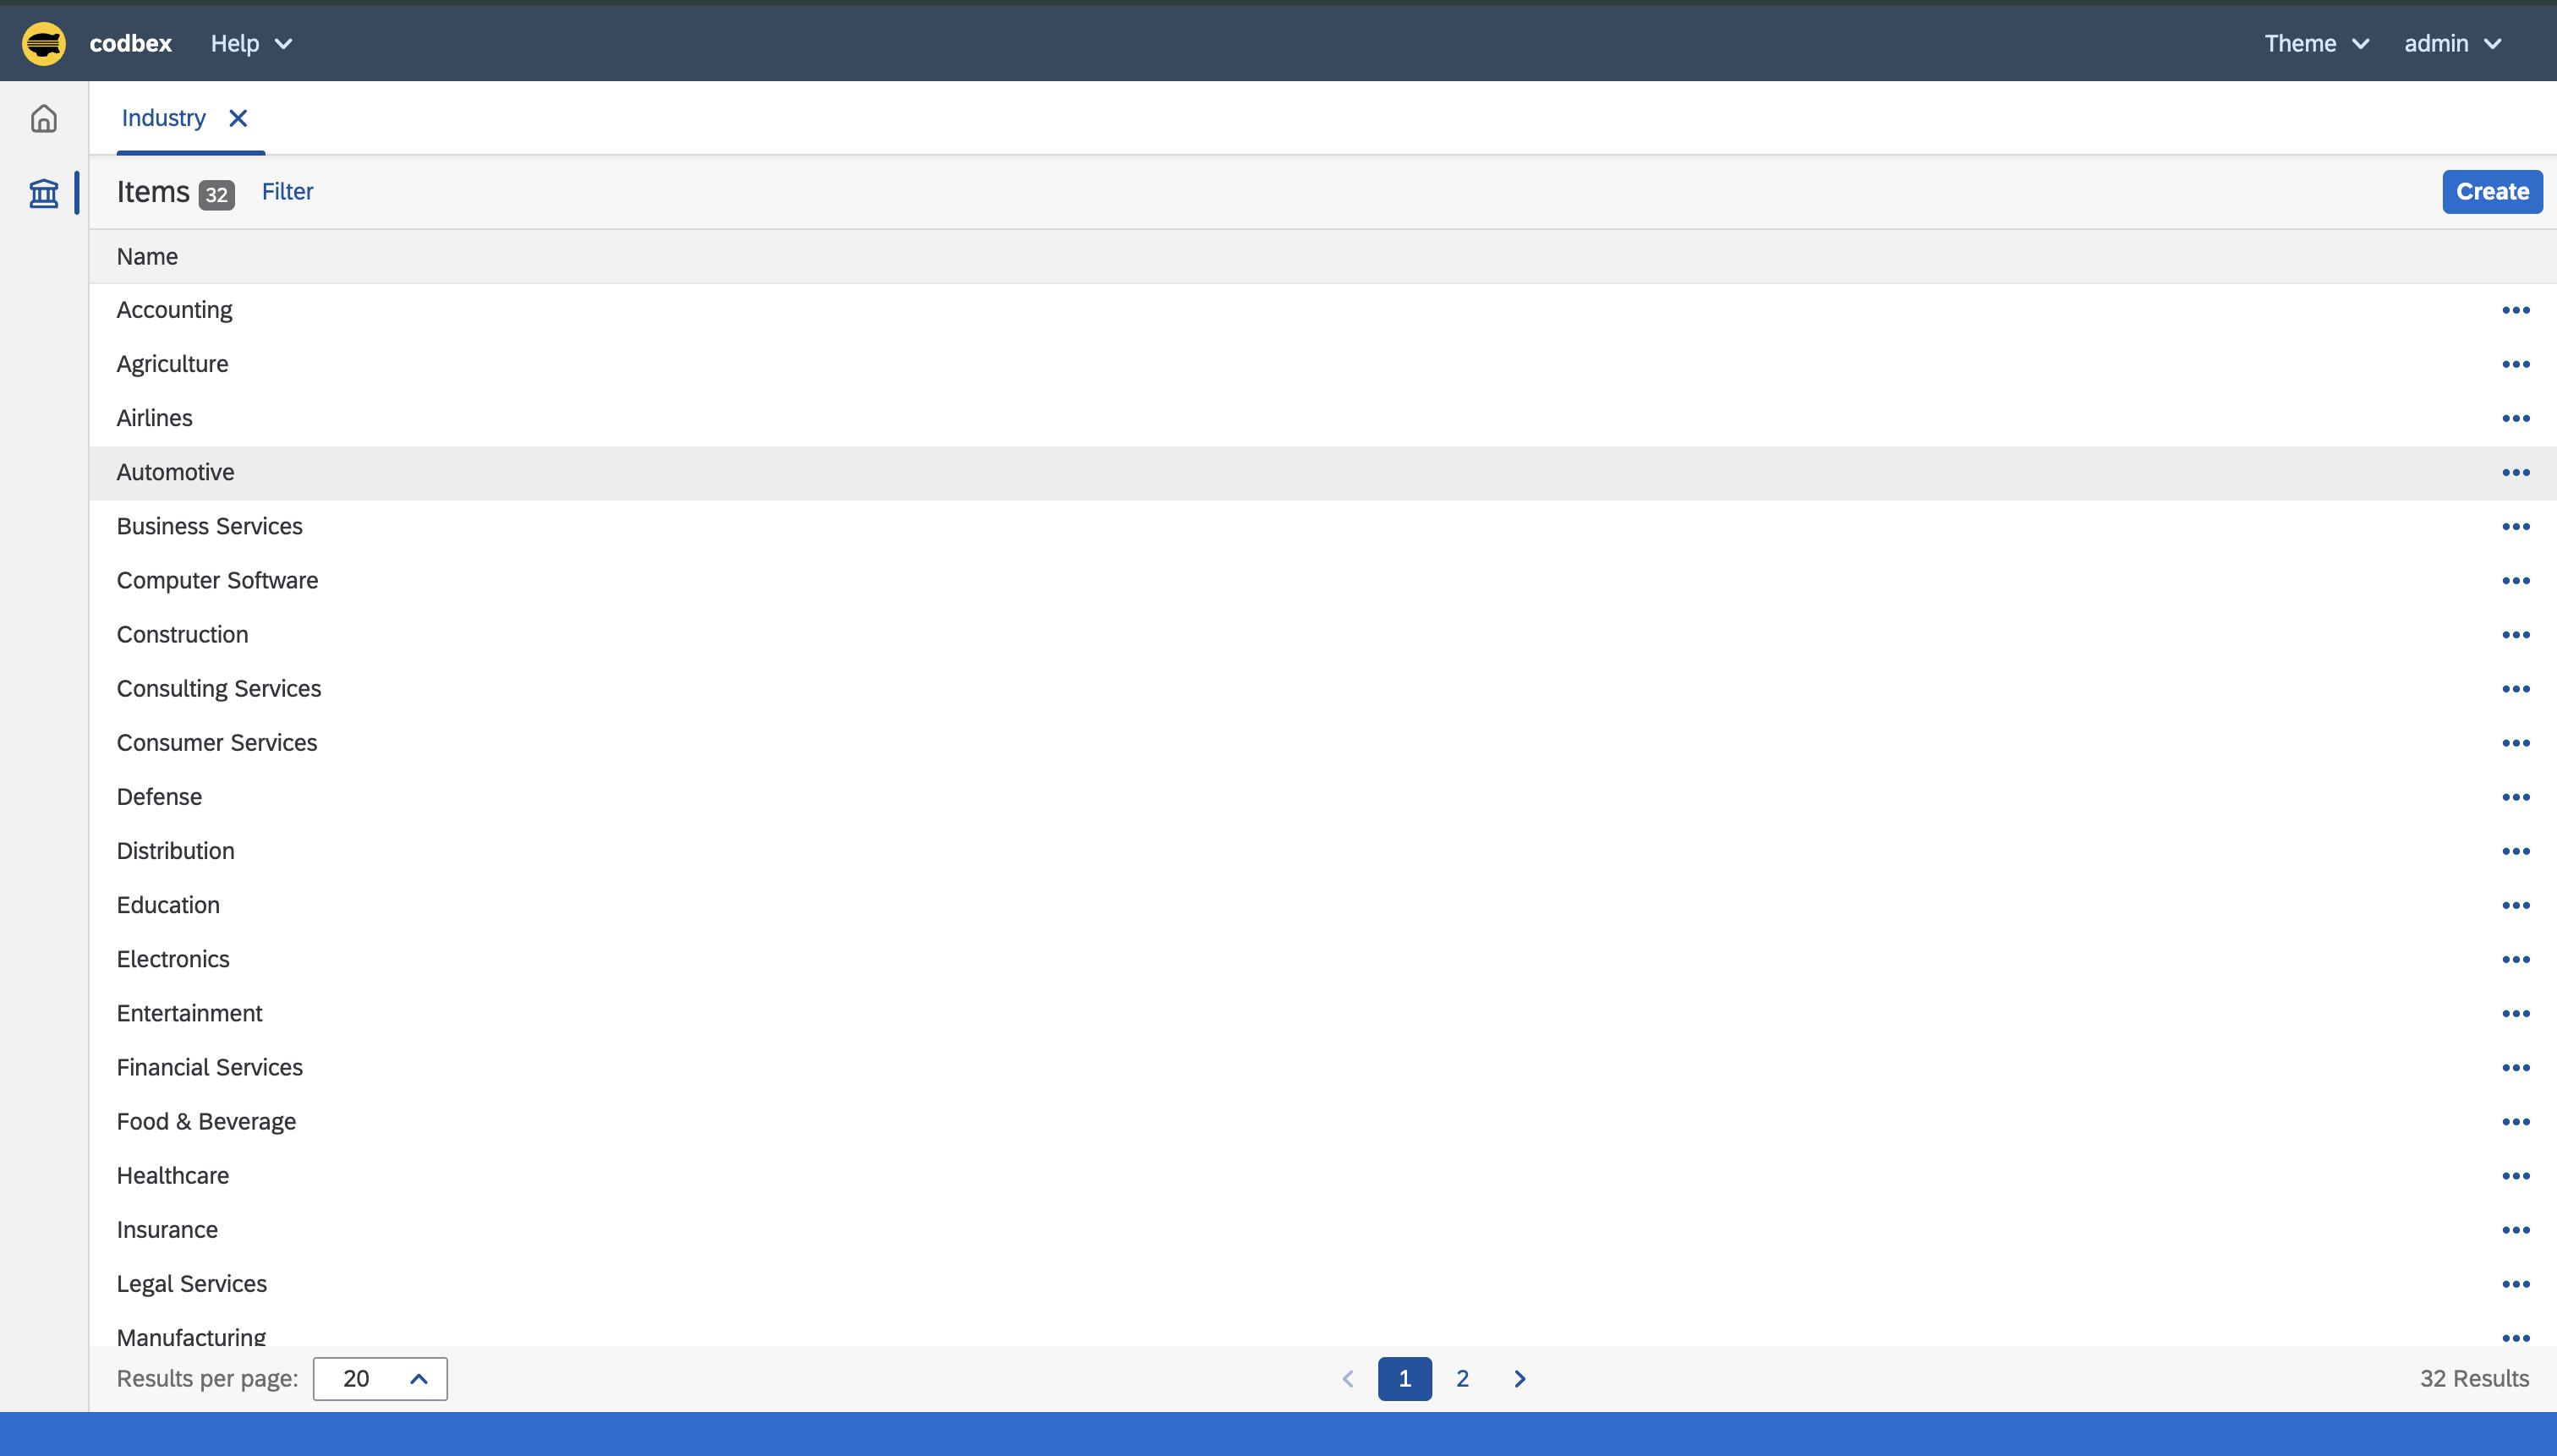 codbex Help Theme admin
Industry
Items 32 Filter Create
Name
Accounting
Agriculture
Airlines
Automotive
Business Services
Computer Software
Construction
Consulting Services
Consumer Services
Defense
Distribution
Education
Electronics
Entertainment
Financial Services
Food & Beverage
Healthcare
Insurance
Legal Services
Manufacturing
Results per page: 20 1 2 32 Results